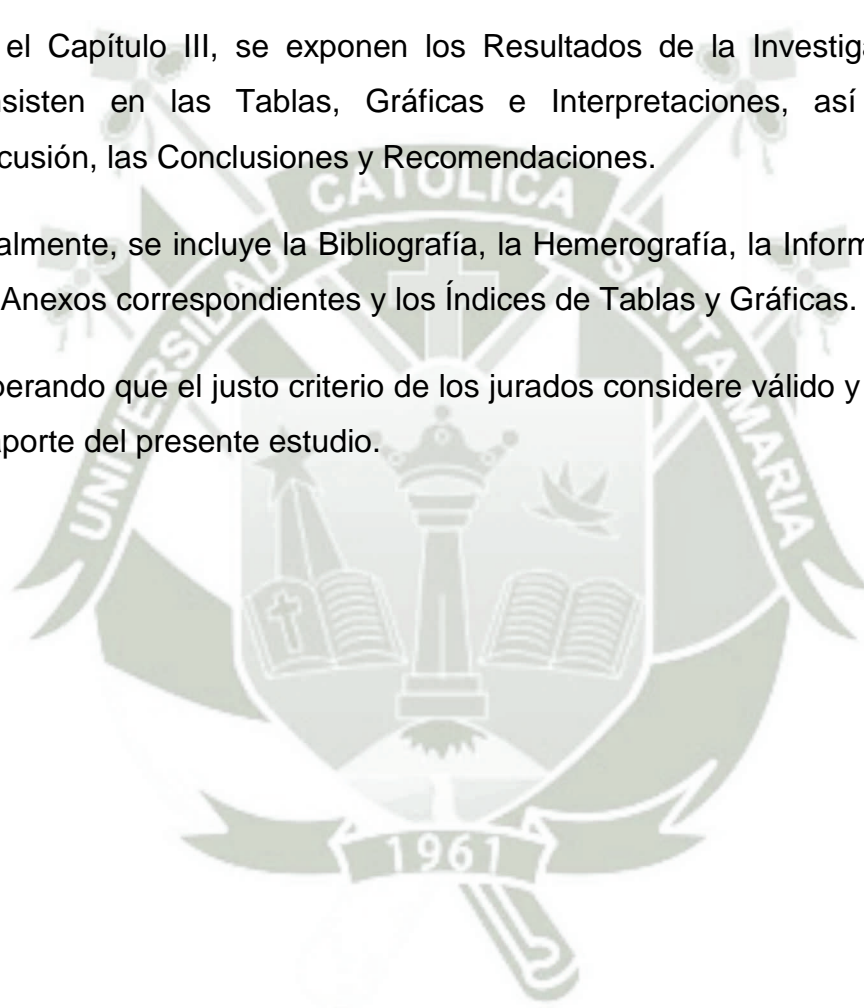 el Capítulo III, se exponen los Resultados de la Investiga
sisten en las Tablas, Gráficas e Interpretaciones, así
cusión, las Conclusiones y Recomendaciones.
almente, se incluye la Bibliografía, la Hemerografía, la Inform
Anexos correspondientes y los Índices de Tablas y Gráficas.
erando que el justo criterio de los jurados considere válido y
porte del presente estudio.
UNIVERSIDAD CATOLICA SANTA MARIA
1961